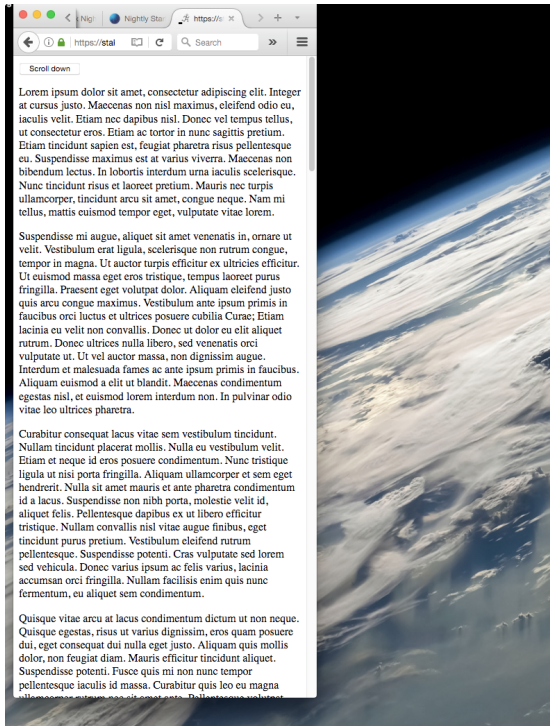 Nigh
Nightly Star
https://s
https://stal
Search
Scroll down
Lorem ipsum dolor sit amet, consectetur adipiscing elit. Integer
at cursus justo. Maecenas non nisl maximus, eleifend odio eu,
iaculis velit. Etiam nec dapibus nisl. Donec vel tempus tellus,
ut consectetur eros. Etiam ac tortor in nunc sagittis pretium.
Etiam tincidunt sapien est, feugiat pharetra risus pellentesque
eu. Suspendisse maximus est at varius viverra. Maecenas non
bibendum lectus. In lobortis interdum urna iaculis scelerisque.
Nunc tincidunt risus et laoreet pretium. Mauris nec turpis
ullamcorper, tincidunt arcu sit amet, congue neque. Nam mi
tellus, mattis euismod tempor eget, vulputate vitae lorem.
Suspendisse mi augue, aliquet sit amet venenatis in, ornare ut
velit. Vestibulum erat ligula, scelerisque non rutrum congue,
tempor in magna. Ut auctor turpis efficitur ex ultricies efficitur.
Ut euismod massa eget eros tristique, tempus laoreet purus
fringilla. Praesent eget volutpat dolor. Aliquam eleifend justo
quis arcu congue maximus. Vestibulum ante ipsum primis in
faucibus orci luctus et ultrices posuere cubilia Curae; Etiam
lacinia eu velit non convallis. Donec ut dolor eu elit aliquet
rutrum. Donec ultrices nulla libero, sed venenatis orci
vulputate ut. Ut vel auctor massa, non dignissim augue.
Interdum et malesuada fames ac ante ipsum primis in faucibus.
Aliquam euismod a elit ut blandit. Maecenas condimentum
egestas nisl, et euismod lorem interdum non. In pulvinar odio
vitae leo ultrices pharetra.
Curabitur consequat lacus vitae sem vestibulum tincidunt.
Nullam tincidunt placerat mollis. Nulla eu vestibulum velit.
Etiam et neque id eros posuere condimentum. Nunc tristique
ligula ut nisi porta fringilla. Aliquam ullamcorper et sem eget
hendrerit. Nulla sit amet mauris et ante pharetra condimentum
id a lacus. Suspendisse non nibh porta, molestie velit id,
aliquet felis. Pellentesque dapibus ex ut libero efficitur
tristique. Nullam convallis nisl vitae augue finibus, eget
tincidunt purus pretium. Vestibulum eleifend rutrum
pellentesque. Suspendisse potenti. Cras vulputate sed lorem
sed vehicula. Donec varius ipsum ac felis varius, lacinia
accumsan orci fringilla. Nullam facilisis enim quis nunc
fermentum, eu aliquet sem condimentum.
Quisque vitae arcu at lacus condimentum dictum ut non neque.
Quisque egestas, risus ut varius dignissim, eros quam posuere
dui, eget consequat dui nulla eget justo. Aliquam quis mollis
dolor, non feugiat diam. Mauris efficitur tincidunt aliquet.
Suspendisse potenti. Fusce quis mi non nunc tempor
pellentesque iaculis id massa. Curabitur quis leo eu magna